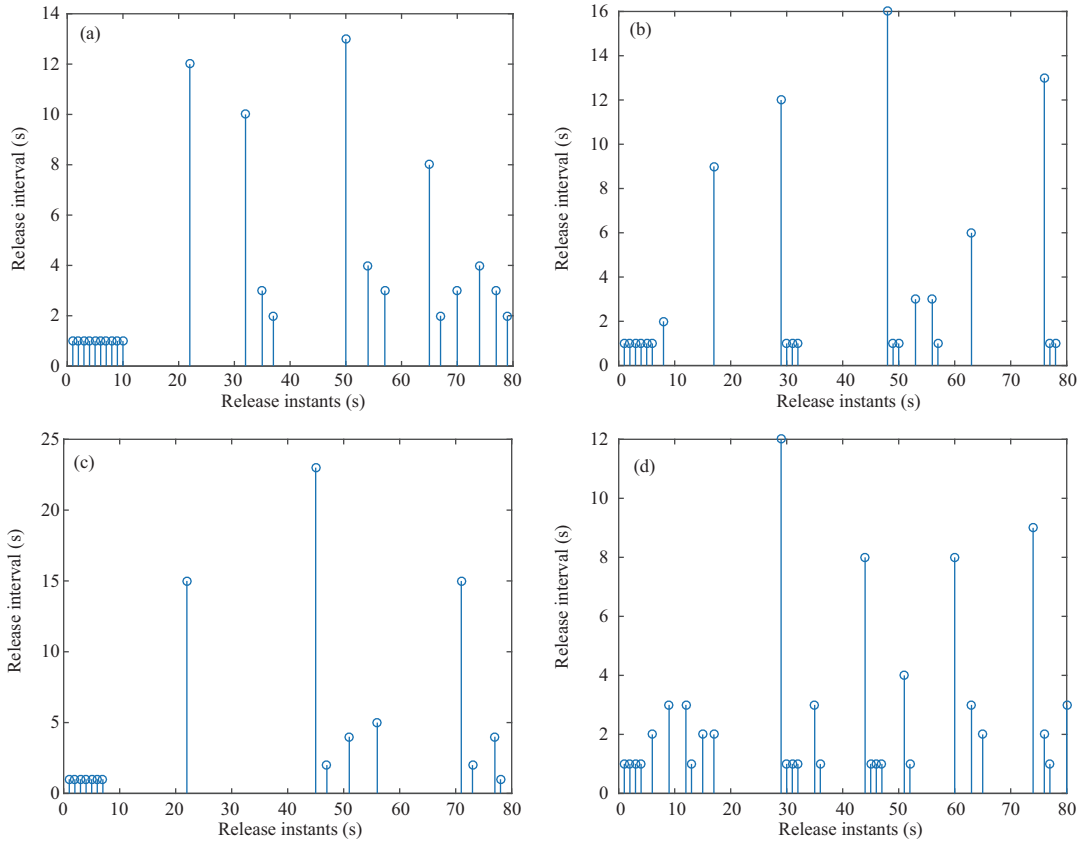 (a)
14
12
10
8
6
4
2
0
Release interval (s)
0 10 20 30 40 50 60 70 80
Release instants (s)
(b)
16
14
12
10
8
6
4
2
0
Release interval (s)
0 10 20 30 40 50 60 70 80
Release instants (s)
(c)
25
20
15
10
5
0
Release interval (s)
0 10 20 30 40 50 60 70 80
Release instants (s)
(d)
12
10
8
6
4
2
0
Release interval (s)
0 10 20 30 40 50 60 70 80
Release instants (s)